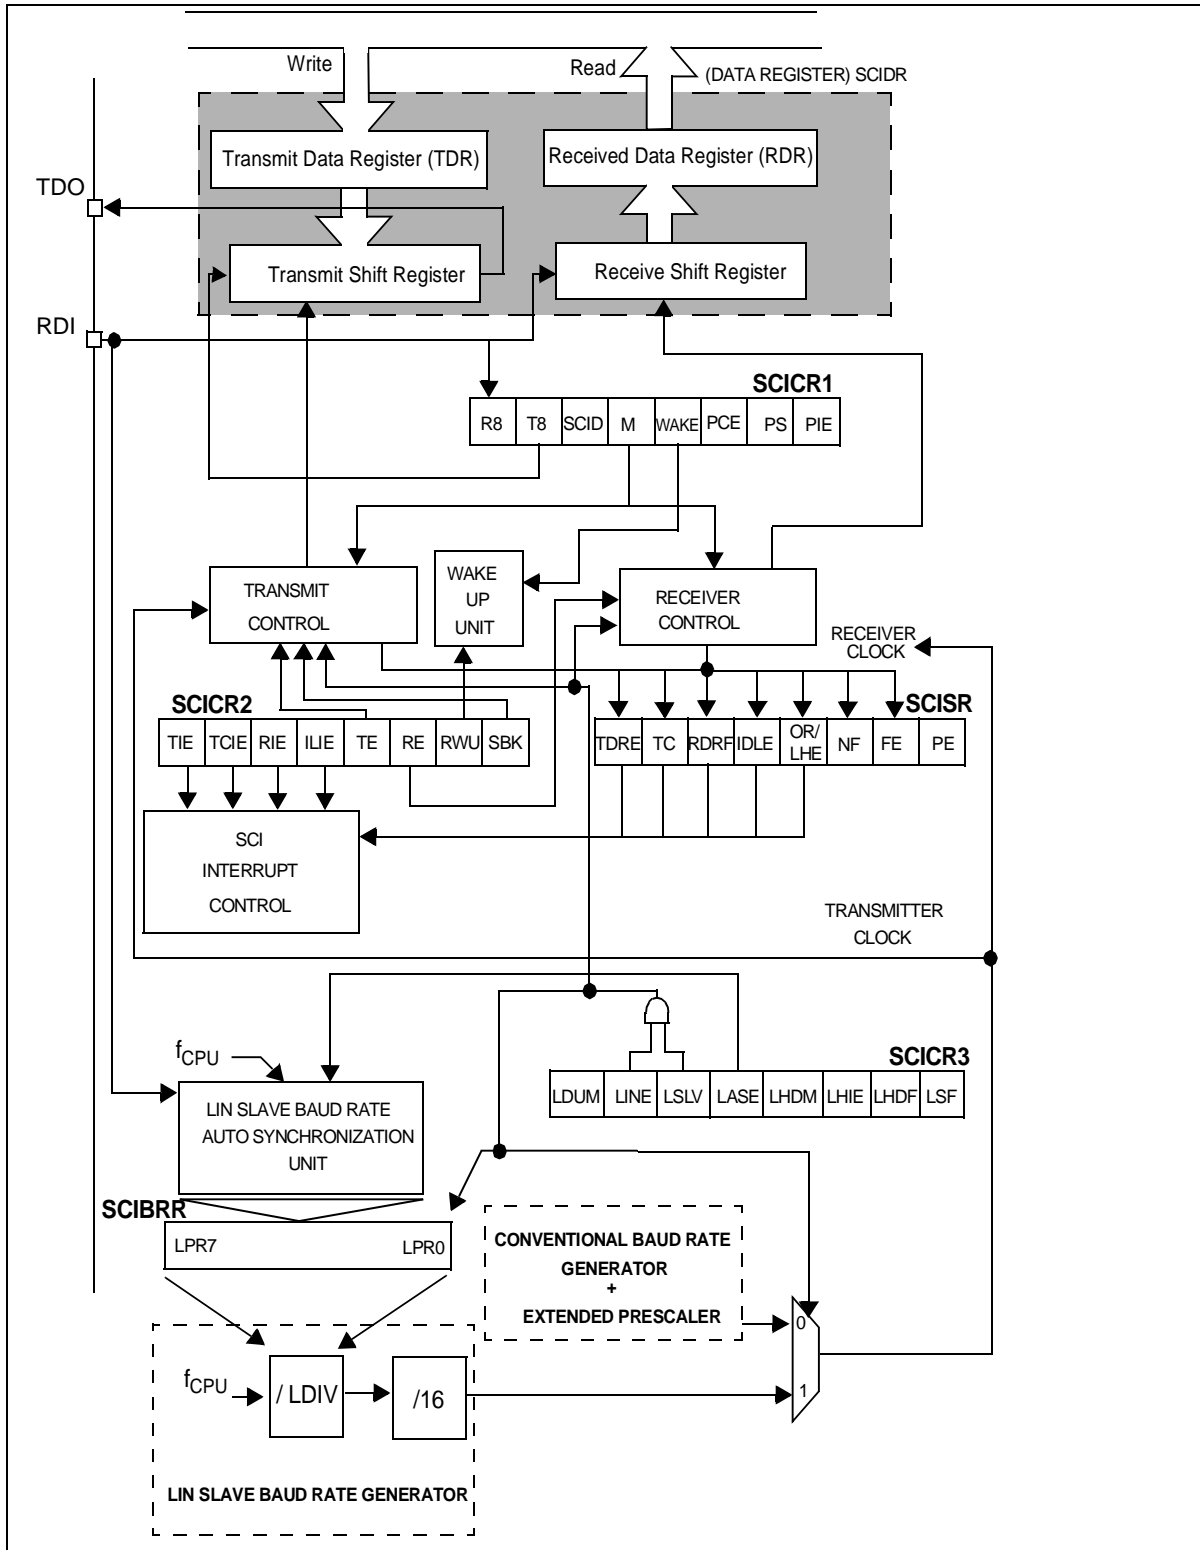 Write
Read
(DATA REGISTER) SCIDR
Transmit Data Register (TDR)
Received Data Register (RDR)
TDO
Transmit Shift Register
Receive Shift Register
RDI
SCICR1
R8 T8 SCID M WAKE PCE PS PIE
TRANSMIT
CONTROL
WAKE
UP
UNIT
RECEIVER
CONTROL
RECEIVER
CLOCK
SCICR2
TIE TCIE RIE ILIE TE RE RWU SBK
SCISR
TDRE TC RDRF IDLE OR/
LHE NF FE PE
SCI
INTERRUPT
CONTROL
TRANSMITTER
CLOCK
fCPU
SCICR3
LDUM LINE LSLV LASE LHDM LHIE LHDF LSF
LIN SLAVE BAUD RATE
AUTO SYNCHRONIZATION
UNIT
SCIBRR
LPR7 LPR0
CONVENTIONAL BAUD RATE
GENERATOR
+
EXTENDED PRESCALER
0
1
fCPU
/ LDIV
/16
LIN SLAVE BAUD RATE GENERATOR